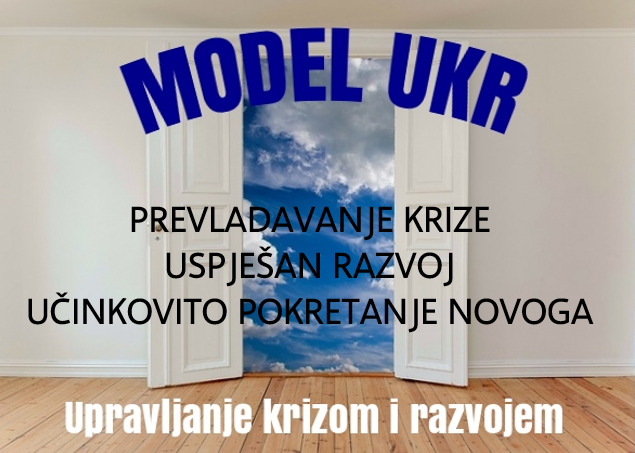 MODEL UKR
PREVLADAVANJE KRIZE
USPJEŠAN RAZVOJ
UČINKOVITO POKRETANJE NOVOGA
Upravljanje krizom i razvojem